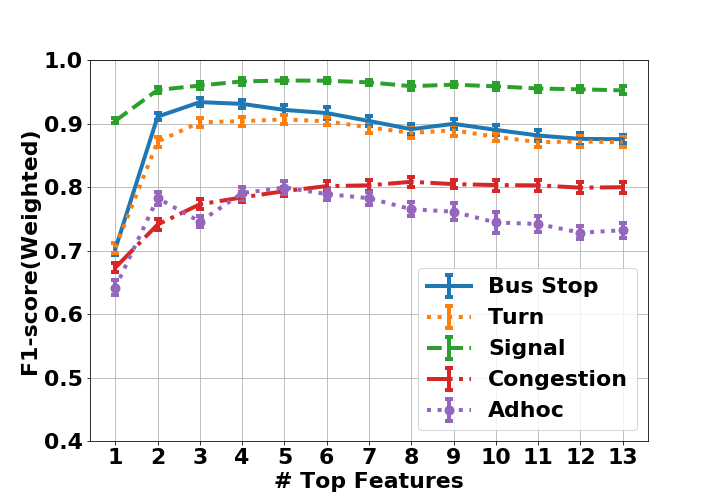 1.0
0.9
0.8
0.7
0.6
0.5
0.4
F1-score(Weighted)
Bus Stop
Turn
Signal
Congestion
Adhoc
1 2 3 4 5 6 7 8 9 10 11 12 13
# Top Features